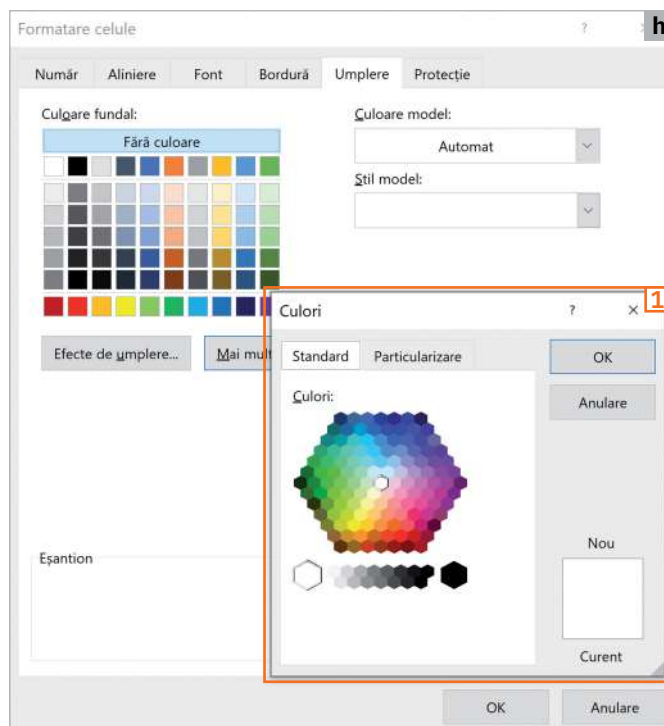 Formatare celule
?
h
Număr
Aliniere
Font
Bordură
Umplere
Protecție
Culoare fundal:
Fără culoare
Culoare model:
Automat
Stil model:
Efecte de umplere...
Mai mult
Culori
?
×
1
Standard
Particularizare
OK
Anulare
Culori:
Nou
Curent
Eșantion
OK
Anulare